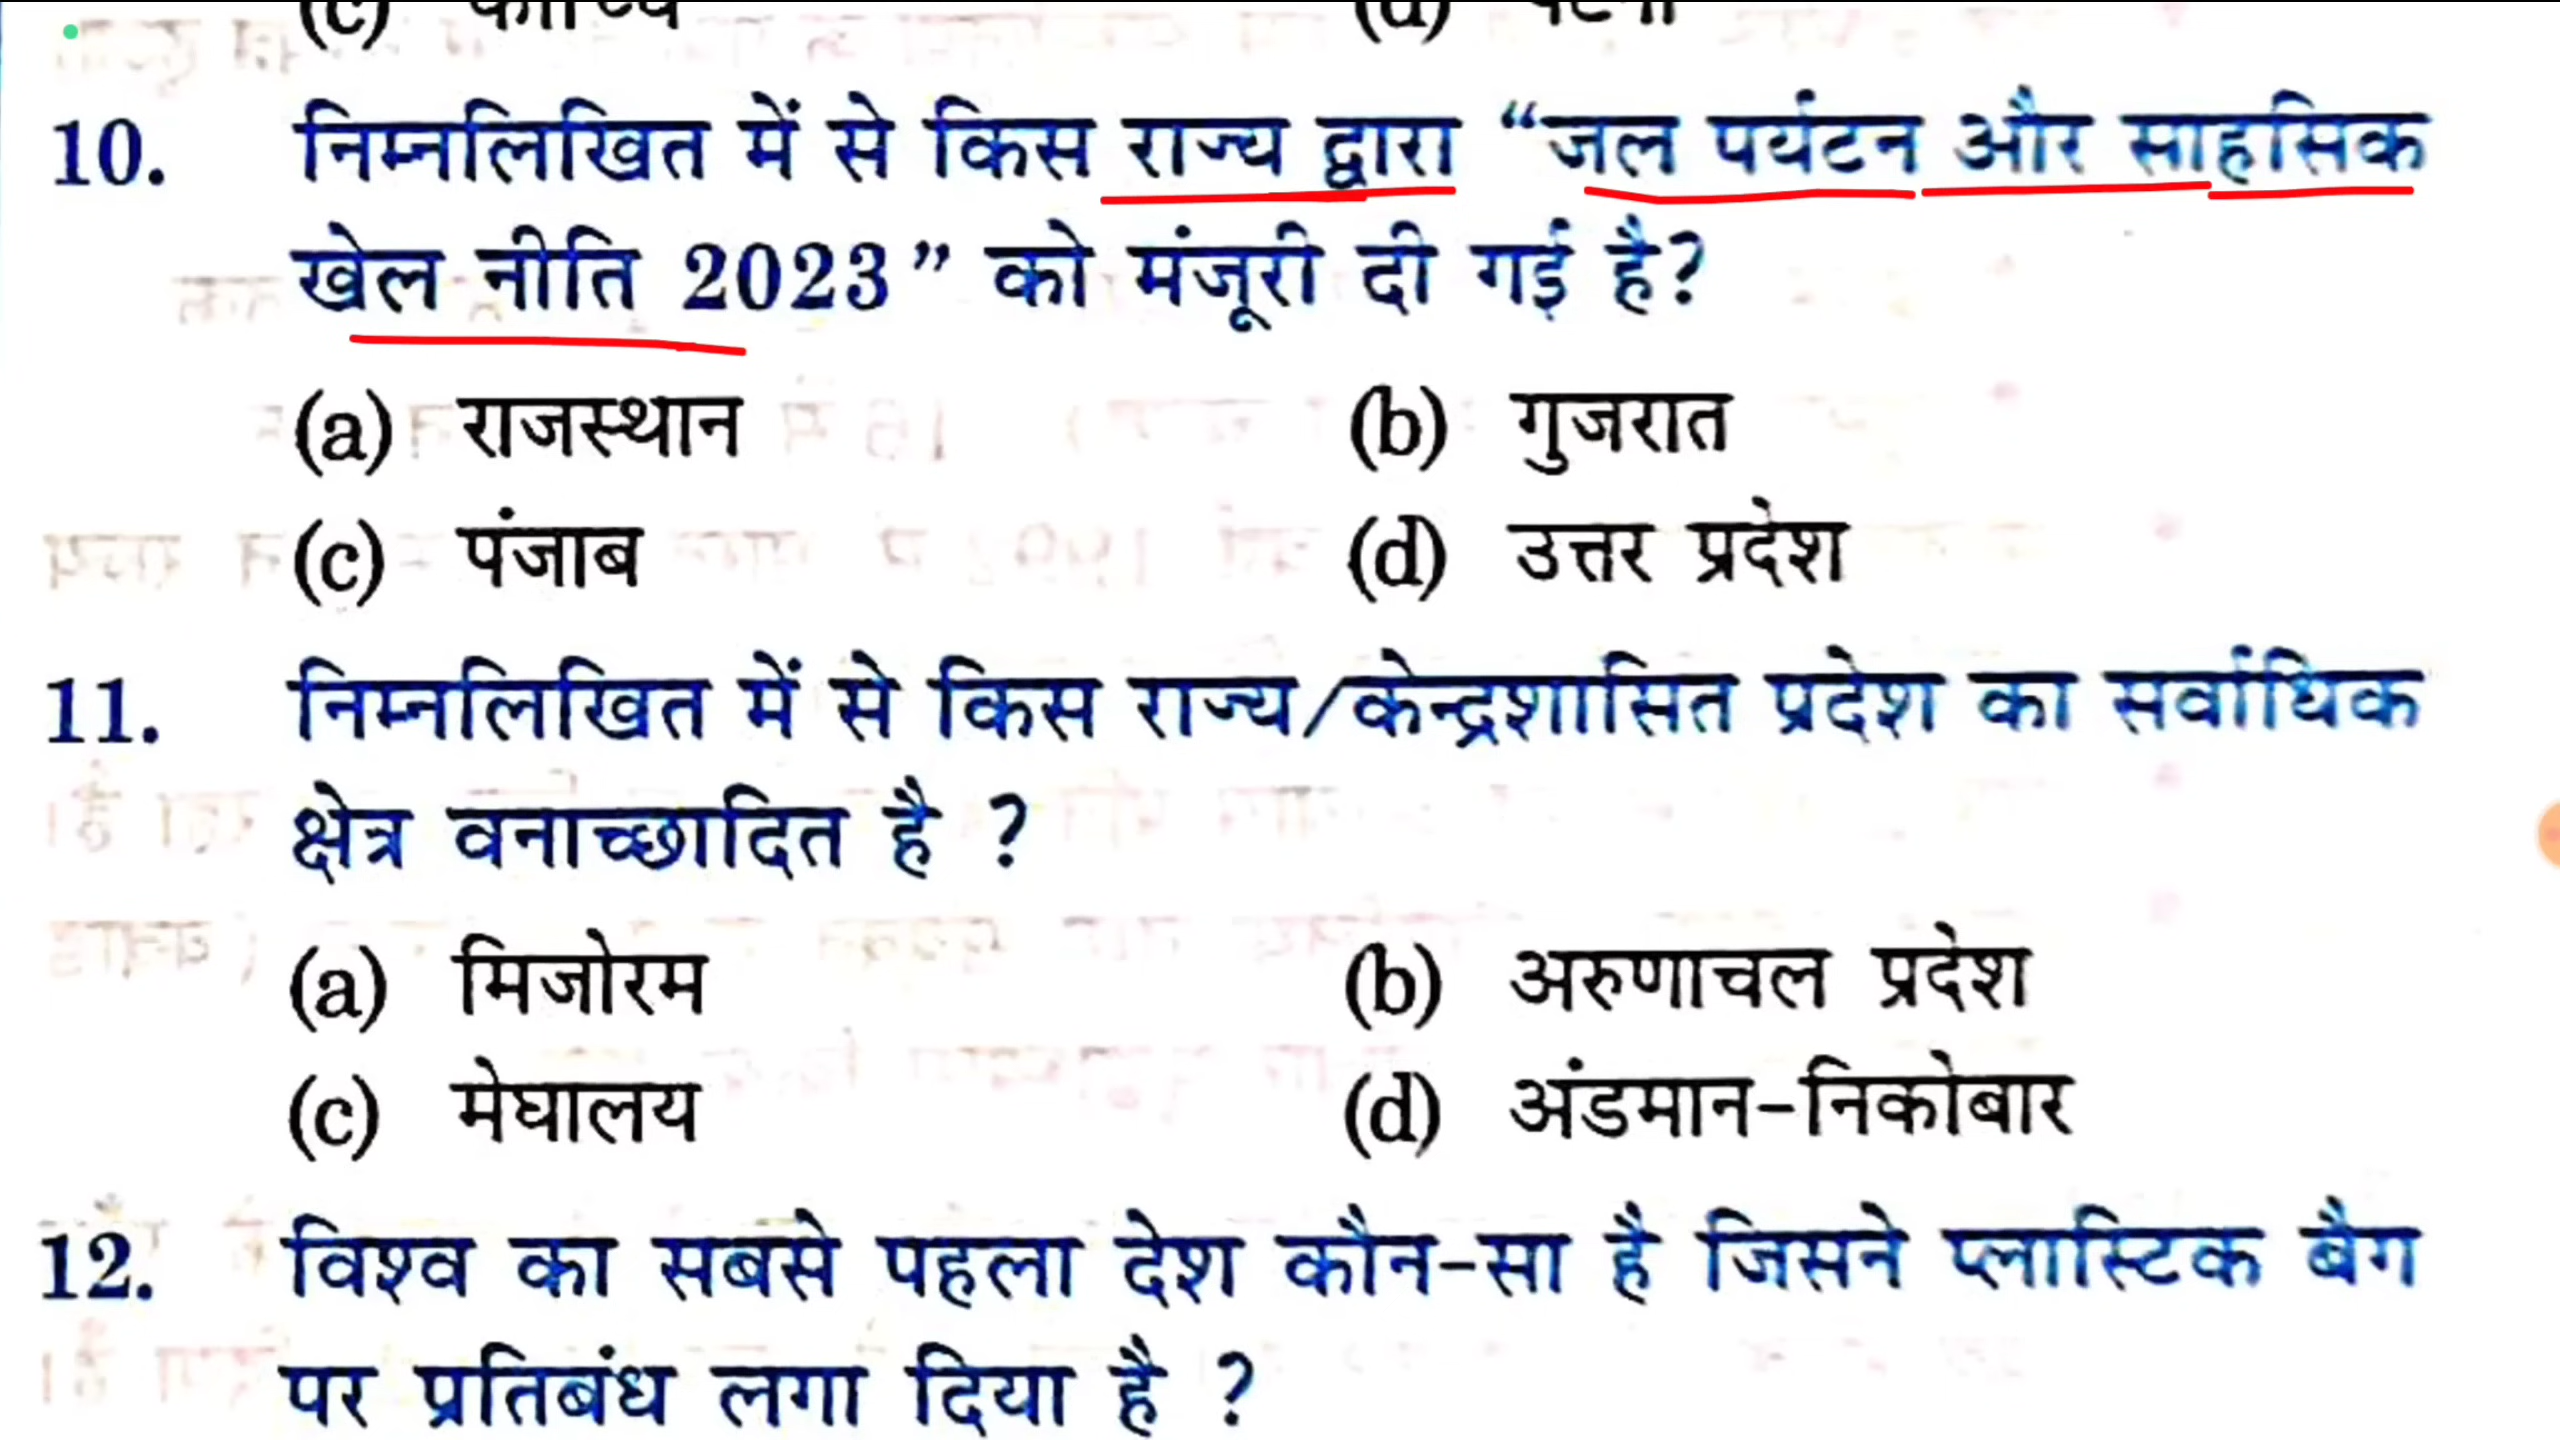 (c)
(d)
10. निम्नलिखित में से किस राज्य द्वारा “जल पर्यटन और साहसिक
खेल नीति 2023” को मंजूरी दी गई है?
(a) राजस्थान (b) गुजरात
(c) पंजाब (d) उत्तर प्रदेश
11. निम्नलिखित में से किस राज्य/केन्द्रशासित प्रदेश का सर्वाधिक
क्षेत्र वनाच्छादित है ?
(a) मिजोरम (b) अरुणाचल प्रदेश
(c) मेघालय (d) अंडमान-निकोबार
12. विश्व का सबसे पहला देश कौन-सा है जिसने प्लास्टिक बैग
पर प्रतिबंध लगा दिया है ?